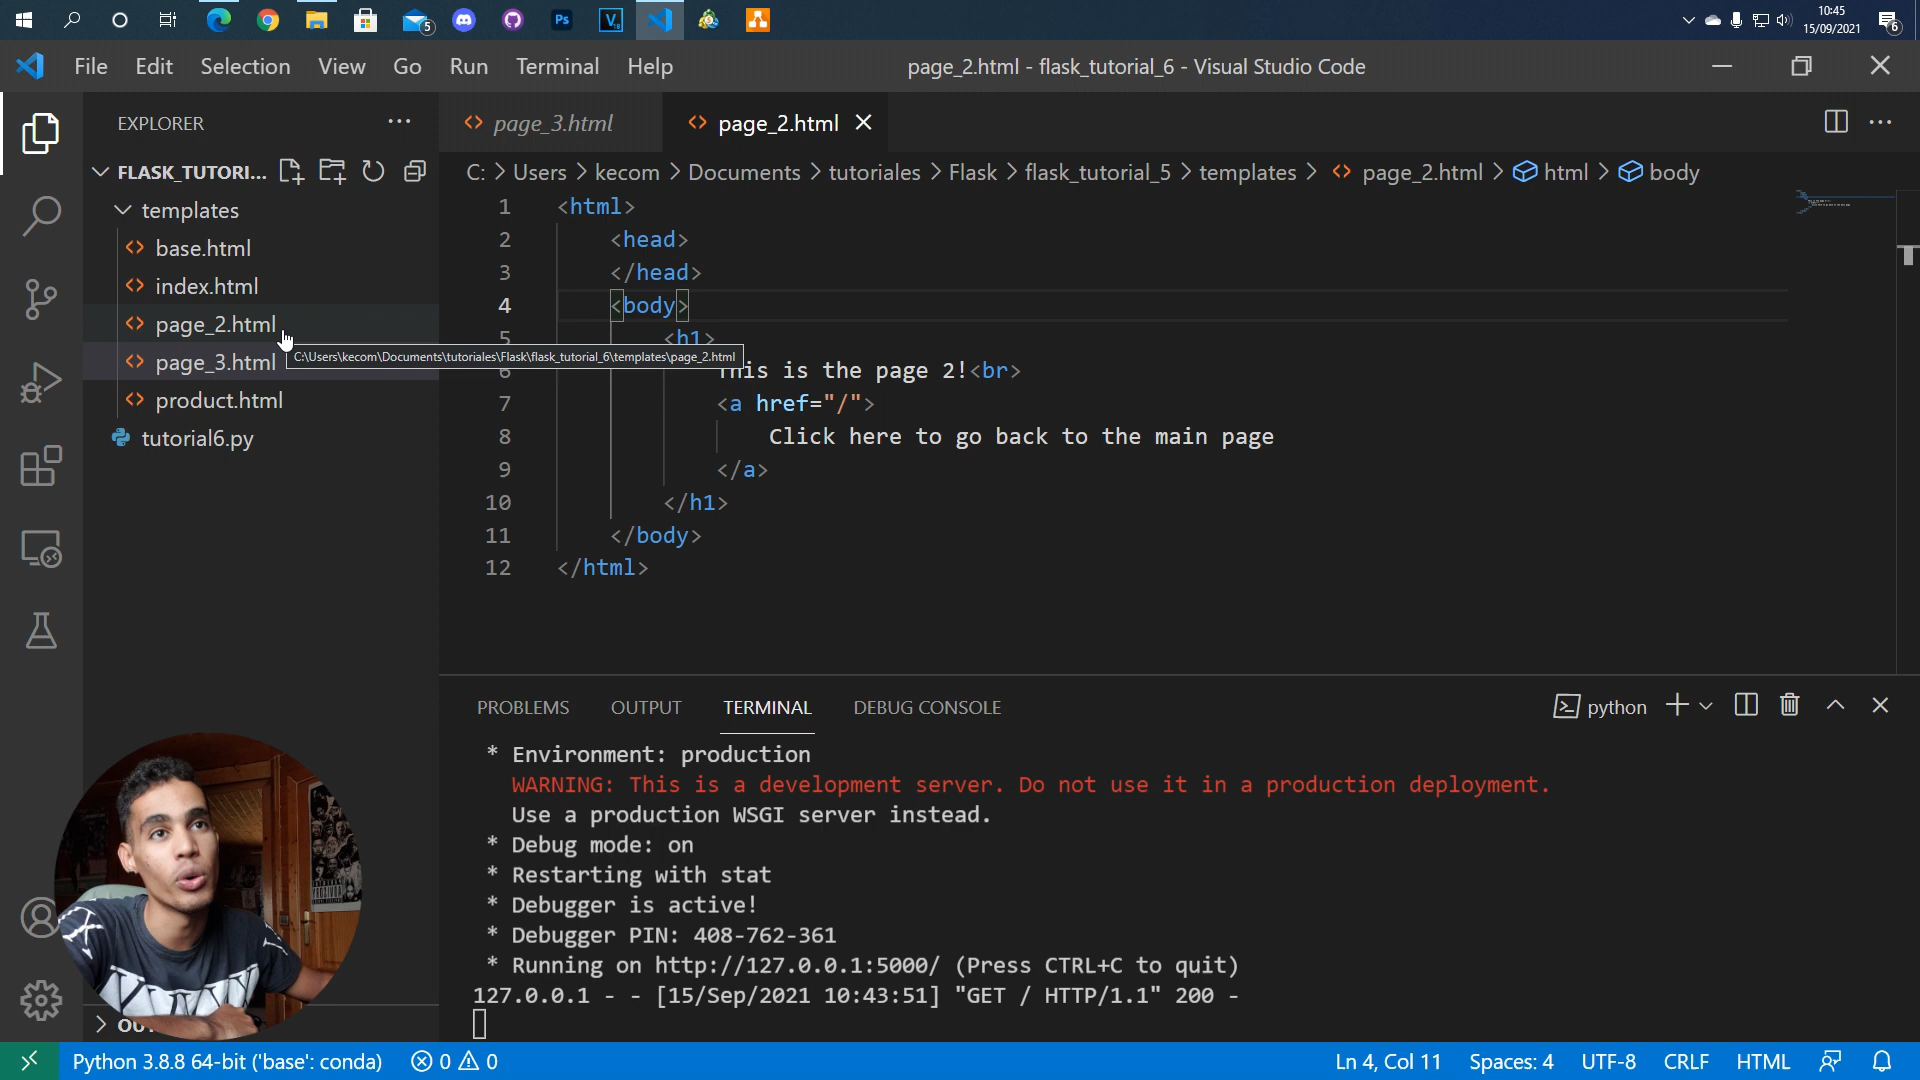 5
Ps
10:45
15/09/2021
6
File Edit Selection View Go Run Terminal Help
page_2.html - flask_tutorial_6 - Visual Studio Code
EXPLORER
page_3.html
page_2.html
FLASK_TUTORI...
C: > Users > kecom > Documents > tutoriales > Flask > flask_tutorial_5 > templates > page_2.html > html > body
templates
base.html
index.html
page_2.html
page_3.html
product.html
tutorial6.py
C:\Users\kecom\Documents\tutoriales\Flask\flask_tutorial_6\templates\page_2.html
1 <html>
2 <head>
3 </head>
4 <body>
5 <h1>
6 This is the page 2!<br>
7 <a href="/">
8 Click here to go back to the main page
9 </a>
10 </h1>
11 </body>
12 </html>
PROBLEMS OUTPUT TERMINAL DEBUG CONSOLE
python
* Environment: production
WARNING: This is a development server. Do not use it in a production deployment.
Use a production WSGI server instead.
* Debug mode: on
* Restarting with stat
* Debugger is active!
* Debugger PIN: 408-762-361
* Running on http://127.0.0.1:5000/ (Press CTRL+C to quit)
127.0.0.1 - - [15/Sep/2021 10:43:51] "GET / HTTP/1.1" 200 -
Python 3.8.8 64-bit ('base': conda) 0 0
Ln 4, Col 11 Spaces: 4 UTF-8 CRLF HTML